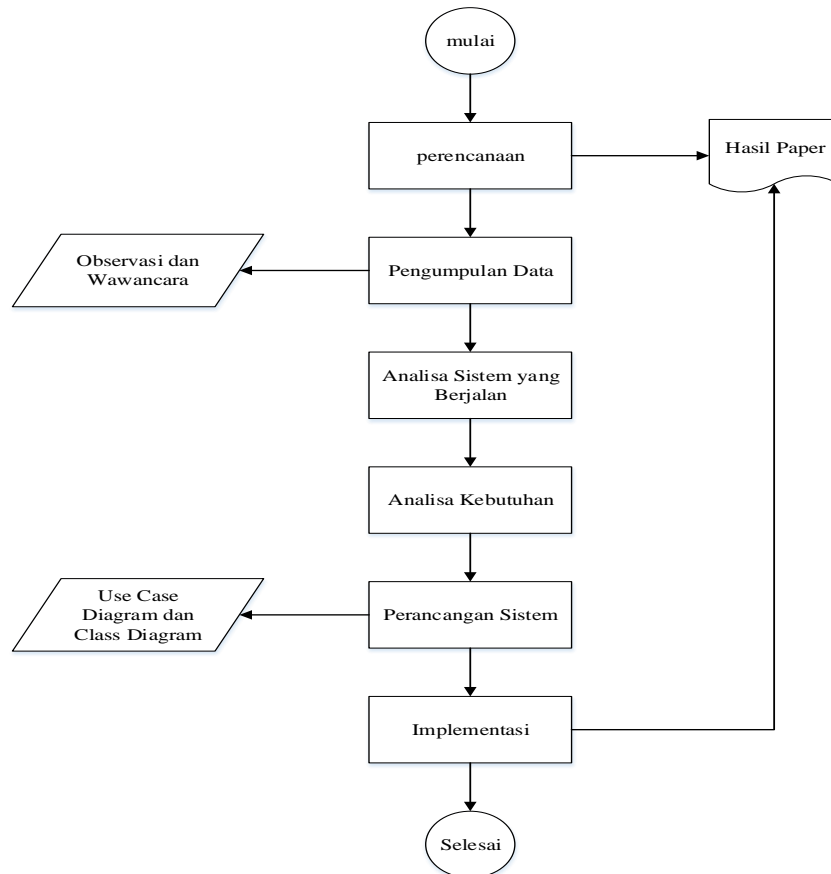 mulai
perencanaan
Hasil Paper
Observasi dan
Wawancara
Pengumpulan Data
Analisa Sistem yang
Berjalan
Analisa Kebutuhan
Use Case
Diagram dan
Class Diagram
Perancangan Sistem
Implementasi
Selesai